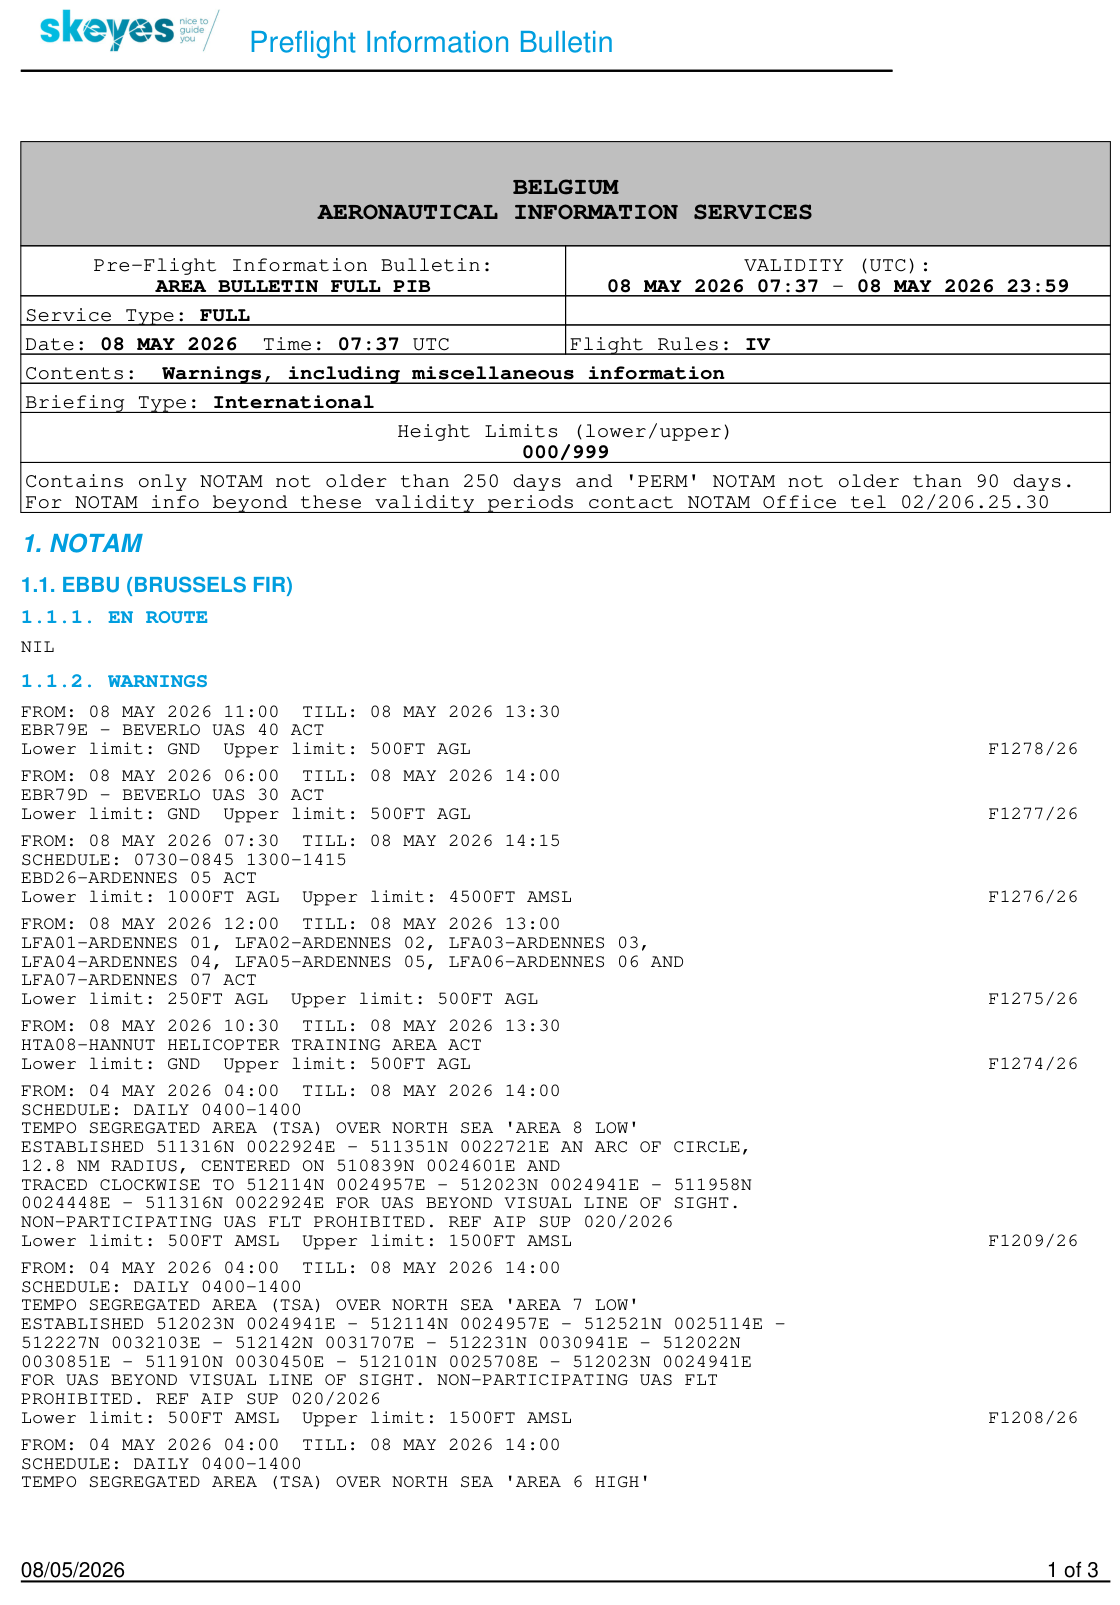 skeyes nice to guide you
Preflight Information Bulletin
BELGIUM
AERONAUTICAL INFORMATION SERVICES
Pre-Flight Information Bulletin:
AREA BULLETIN FULL PIB
VALIDITY (UTC):
08 MAY 2026 07:37 - 08 MAY 2026 23:59
Service Type: FULL
Date: 08 MAY 2026 Time: 07:37 UTC
Flight Rules: IV
Contents: Warnings, including miscellaneous information
Briefing Type: International
Height Limits (lower/upper)
000/999
Contains only NOTAM not older than 250 days and 'PERM' NOTAM not older than 90 days.
For NOTAM info beyond these validity periods contact NOTAM Office tel 02/206.25.30
1. NOTAM
1.1. EBBU (BRUSSELS FIR)
1.1.1. EN ROUTE
NIL
1.1.2. WARNINGS
FROM: 08 MAY 2026 11:00 TILL: 08 MAY 2026 13:30
EBR79E - BEVERLO UAS 40 ACT
Lower limit: GND Upper limit: 500FT AGL F1278/26
FROM: 08 MAY 2026 06:00 TILL: 08 MAY 2026 14:00
EBR79D - BEVERLO UAS 30 ACT
Lower limit: GND Upper limit: 500FT AGL F1277/26
FROM: 08 MAY 2026 07:30 TILL: 08 MAY 2026 14:15
SCHEDULE: 0730-0845 1300-1415
EBD26-ARDENNES 05 ACT
Lower limit: 1000FT AGL Upper limit: 4500FT AMSL F1276/26
FROM: 08 MAY 2026 12:00 TILL: 08 MAY 2026 13:00
LFA01-ARDENNES 01, LFA02-ARDENNES 02, LFA03-ARDENNES 03,
LFA04-ARDENNES 04, LFA05-ARDENNES 05, LFA06-ARDENNES 06 AND
LFA07-ARDENNES 07 ACT
Lower limit: 250FT AGL Upper limit: 500FT AGL F1275/26
FROM: 08 MAY 2026 10:30 TILL: 08 MAY 2026 13:30
HTA08-HANNUT HELICOPTER TRAINING AREA ACT
Lower limit: GND Upper limit: 500FT AGL F1274/26
FROM: 04 MAY 2026 04:00 TILL: 08 MAY 2026 14:00
SCHEDULE: DAILY 0400-1400
TEMPO SEGREGATED AREA (TSA) OVER NORTH SEA 'AREA 8 LOW'
ESTABLISHED 511316N 0022924E - 511351N 0022721E AN ARC OF CIRCLE,
12.8 NM RADIUS, CENTERED ON 510839N 0024601E AND
TRACED CLOCKWISE TO 512114N 0024957E - 512023N 0024941E - 511958N
0024448E - 511316N 0022924E FOR UAS BEYOND VISUAL LINE OF SIGHT.
NON-PARTICIPATING UAS FLT PROHIBITED. REF AIP SUP 020/2026
Lower limit: 500FT AMSL Upper limit: 1500FT AMSL F1209/26
FROM: 04 MAY 2026 04:00 TILL: 08 MAY 2026 14:00
SCHEDULE: DAILY 0400-1400
TEMPO SEGREGATED AREA (TSA) OVER NORTH SEA 'AREA 7 LOW'
ESTABLISHED 512023N 0024941E - 512114N 0024957E - 512521N 0025114E -
512227N 0032103E - 512142N 0031707E - 512231N 0030941E - 512022N
0030851E - 511910N 0030450E - 512101N 0025708E - 512023N 0024941E
FOR UAS BEYOND VISUAL LINE OF SIGHT. NON-PARTICIPATING UAS FLT
PROHIBITED. REF AIP SUP 020/2026
Lower limit: 500FT AMSL Upper limit: 1500FT AMSL F1208/26
FROM: 04 MAY 2026 04:00 TILL: 08 MAY 2026 14:00
SCHEDULE: DAILY 0400-1400
TEMPO SEGREGATED AREA (TSA) OVER NORTH SEA 'AREA 6 HIGH'
08/05/2026 1 of 3